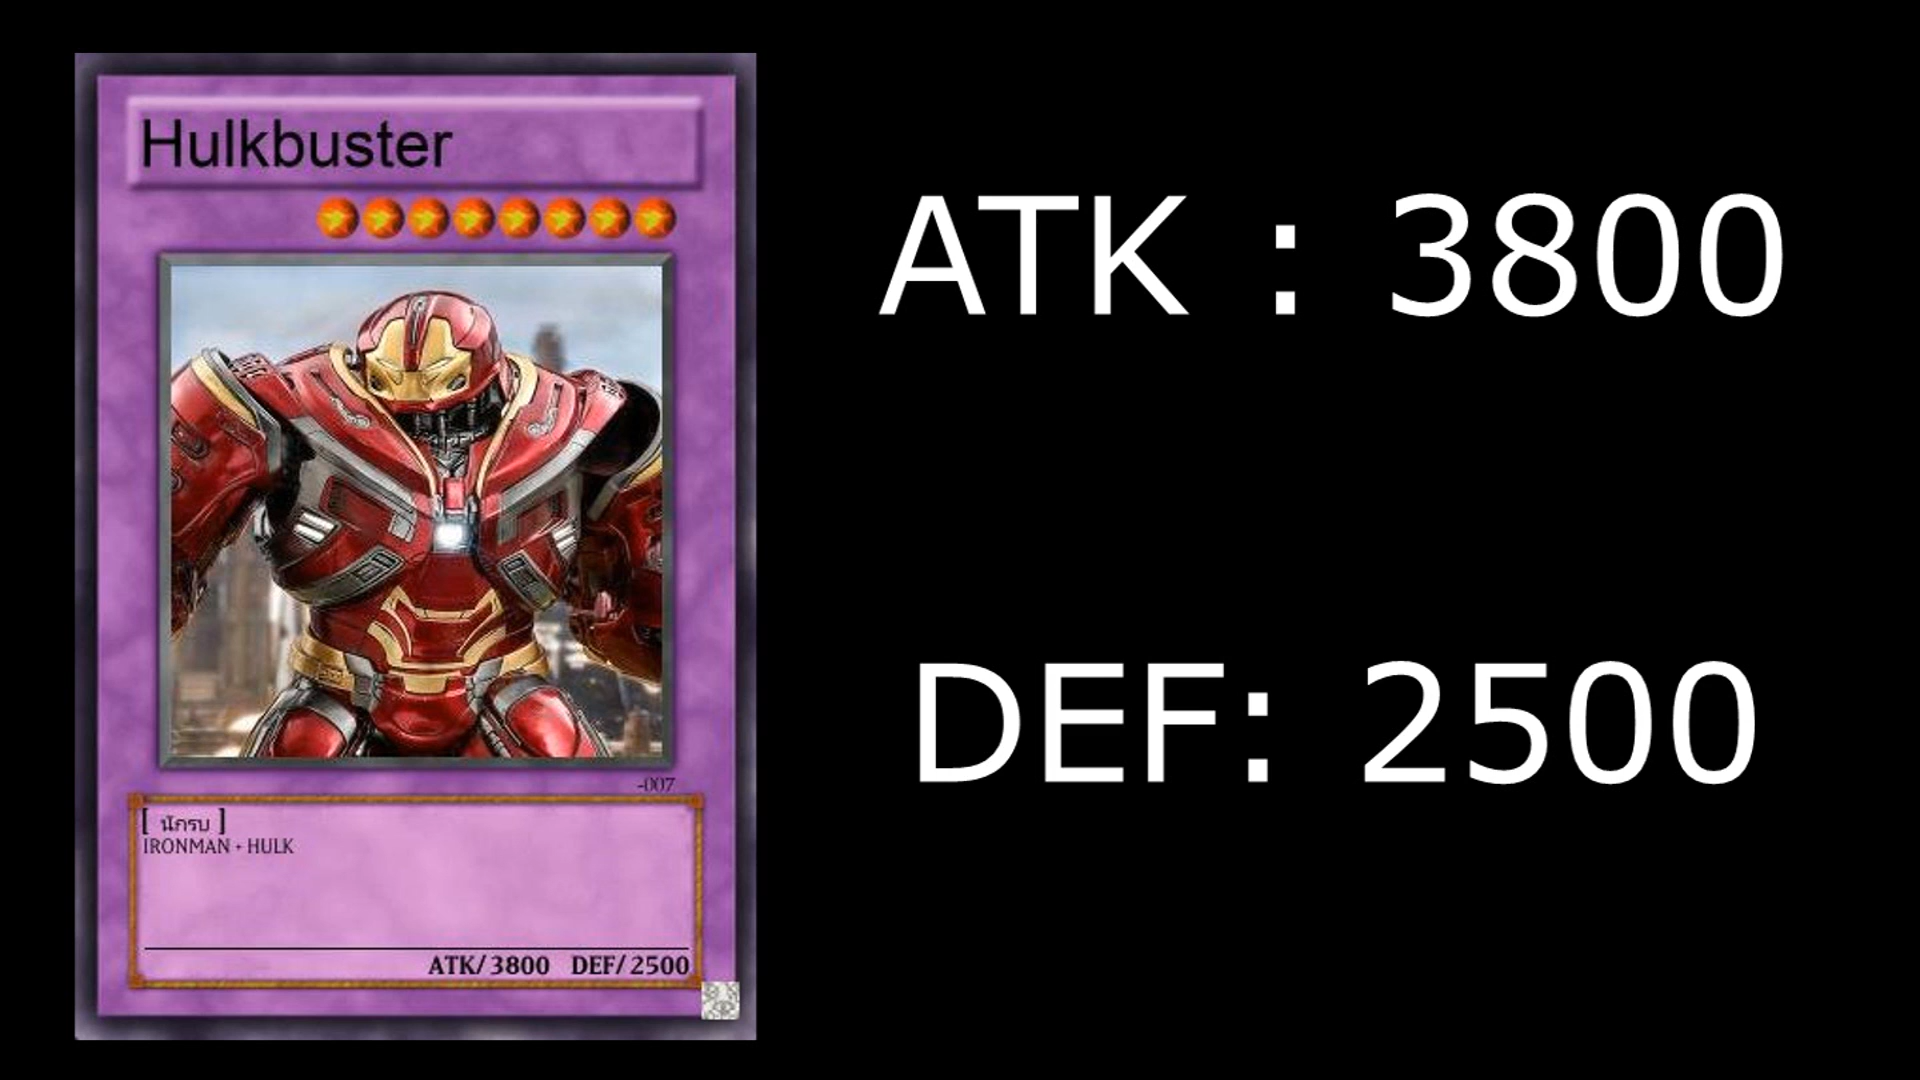 Hulkbuster
-007
[ นักรบ ]
IRONMAN + HULK
ATK/3800 DEF/2500
ATK : 3800
DEF: 2500